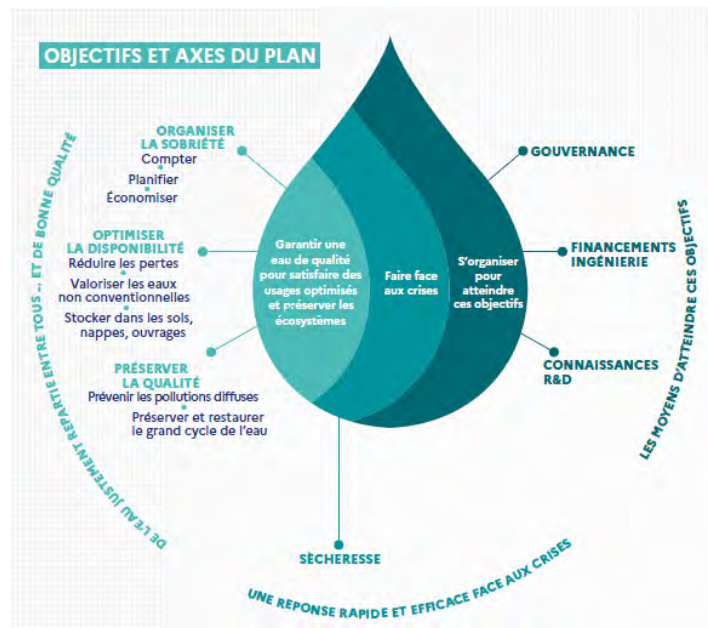 OBJECTIFS ET AXES DU PLAN
DE L'EAU JUSTEMENT REPARTIE ENTRE TOUS ... ET DE BONNE QUALITÉ
ORGANISER
LA SOBRIÉTÉ
Compter
Planifier
Économiser
OPTIMISER
LA DISPONIBILITÉ
Réduire les pertes
Valoriser les eaux
non conventionnelles
Stocker dans les sols,
nappes, ouvrages
PRÉSERVER
LA QUALITÉ
Prévenir les pollutions diffuses
Préserver et restaurer
le grand cycle de l'eau
Garantir une
eau de qualité
pour satisfaire des
usages optimisés
et préserver les
écosystèmes
Faire face
aux crises
S'organiser
pour
atteindre
ces objectifs
GOUVERNANCE
FINANCEMENTS
INGÉNIERIE
CONNAISSANCES
R&D
LES MOYENS D'ATTEINDRE CES OBJECTIFS
SÈCHERESSE
UNE REPONSE RAPIDE ET EFFICACE FACE AUX CRISES